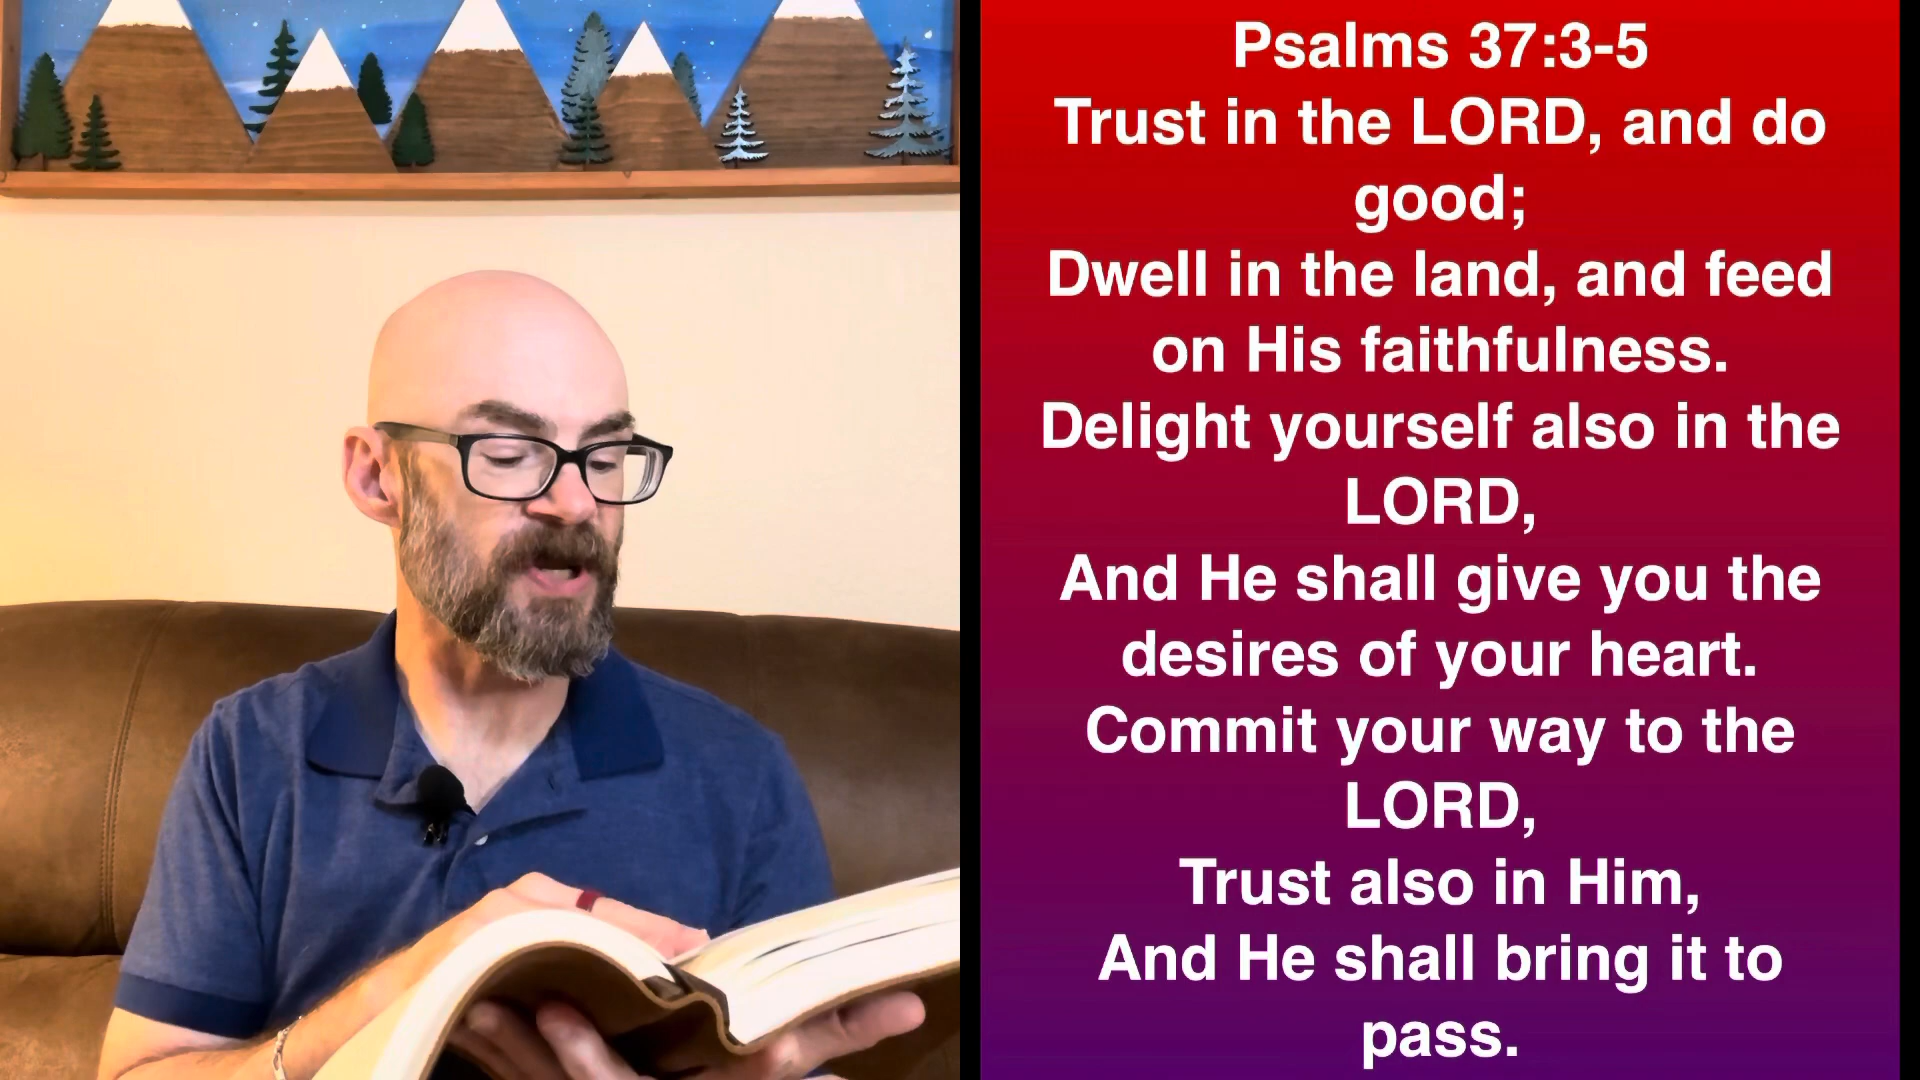 Psalms 37:3-5
Trust in the LORD, and do
good;
Dwell in the land, and feed
on His faithfulness.
Delight yourself also in the
LORD,
And He shall give you the
desires of your heart.
Commit your way to the
LORD,
Trust also in Him,
And He shall bring it to
pass.